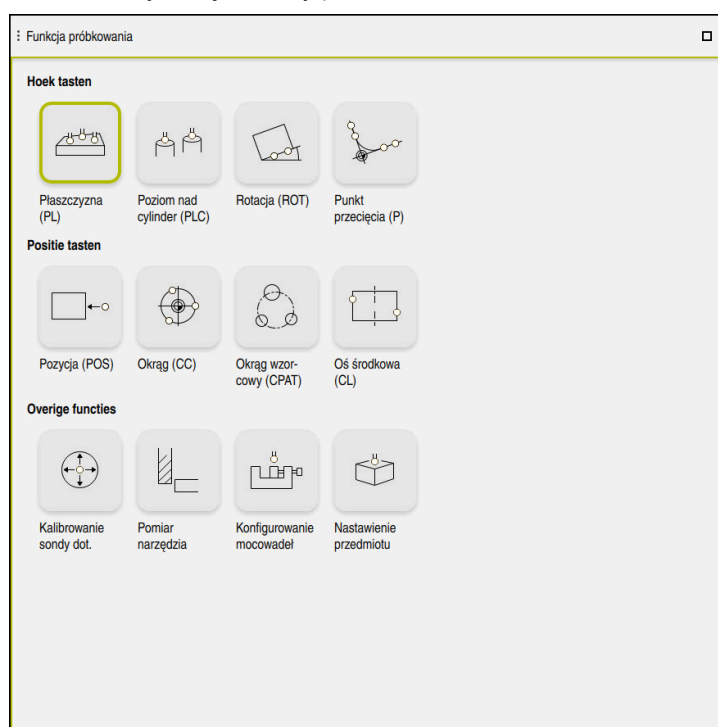 Funkcja próbkowania
Hoek tasten
Płaszczyzna
(PL)
Poziom nad
cylinder (PLC)
Rotacja (ROT)
Punkt
przecięcia (P)
Positie tasten
Pozycja (POS)
Okrąg (CC)
Okrąg wzor-
cowy (CPAT)
Oś środkowa
(CL)
Overige functies
Kalibrowanie
sondy dot.
Pomiar
narzędzia
Konfigurowanie
mocowadeł
Nastawienie
przedmiotu